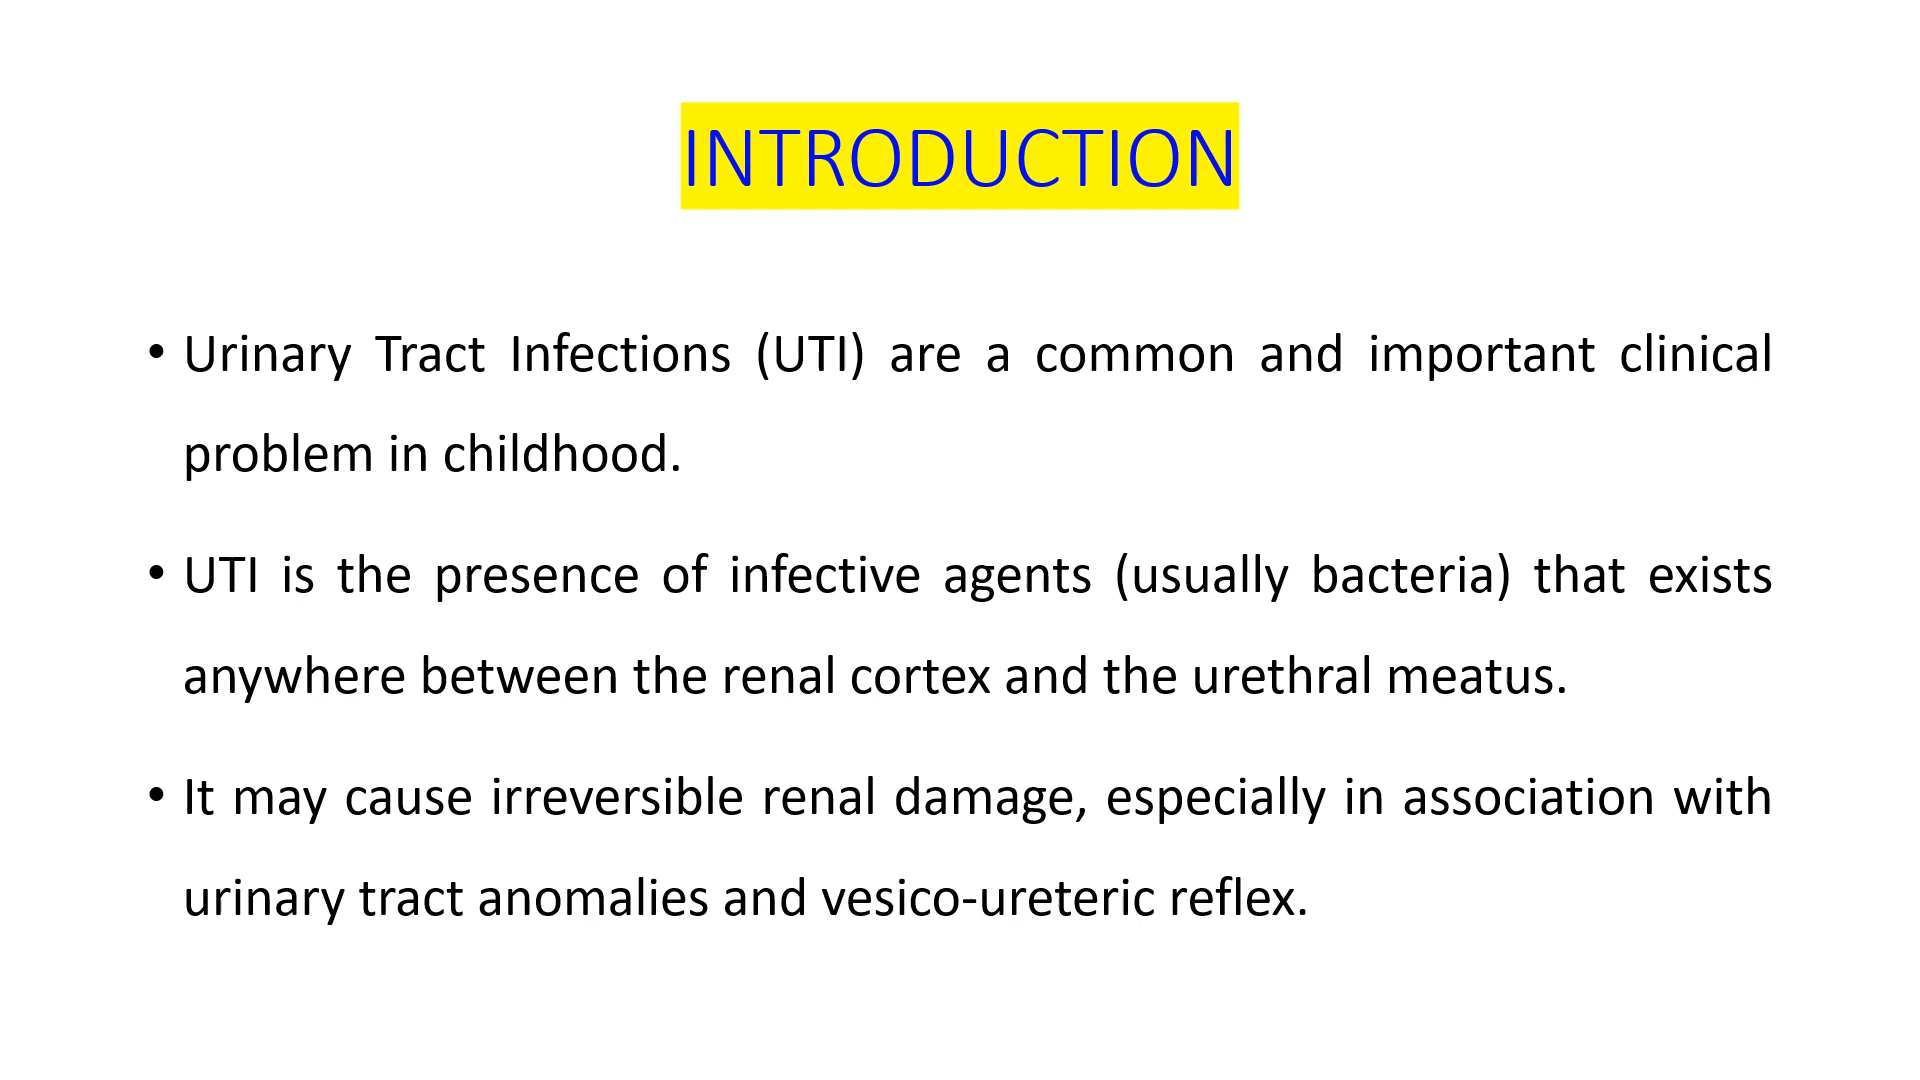 INTRODUCTION
• Urinary Tract Infections (UTI) are a common and important clinical
problem in childhood.
• UTI is the presence of infective agents (usually bacteria) that exists
anywhere between the renal cortex and the urethral meatus.
• It may cause irreversible renal damage, especially in association with
urinary tract anomalies and vesico-ureteric reflex.